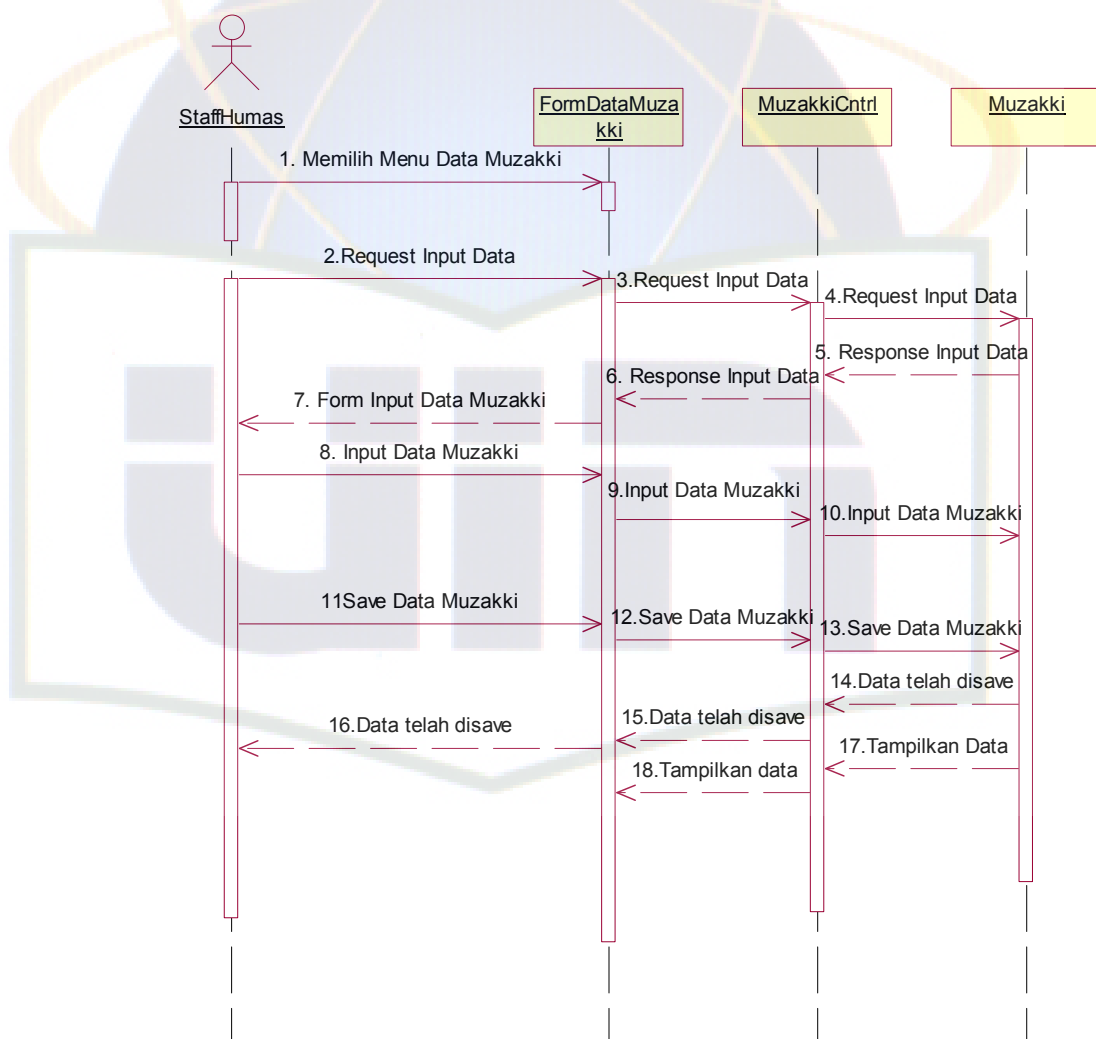 StaffHumas
FormDataMuza
kki
MuzakkiCntrl
Muzakki
1. Memilih Menu Data Muzakki
2.Request Input Data
3.Request Input Data
4.Request Input Data
5. Response Input Data
6. Response Input Data
7. Form Input Data Muzakki
8. Input Data Muzakki
9.Input Data Muzakki
10.Input Data Muzakki
11Save Data Muzakki
12.Save Data Muzakki
13.Save Data Muzakki
14.Data telah disave
15.Data telah disave
16.Data telah disave
17.Tampilkan Data
18.Tampilkan data
uin